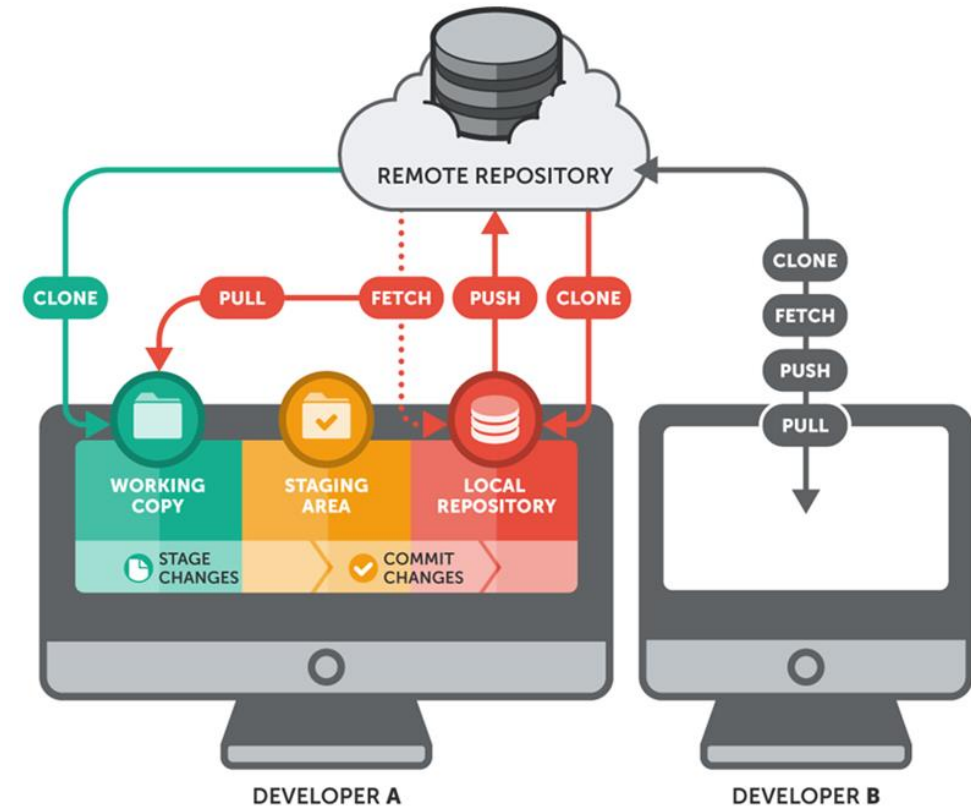 REMOTE REPOSITORY
CLONE
PULL
FETCH
PUSH
CLONE
CLONE
FETCH
PUSH
PULL
WORKING
COPY
STAGING
AREA
LOCAL
REPOSITORY
STAGE
CHANGES
COMMIT
CHANGES
DEVELOPER A
DEVELOPER B